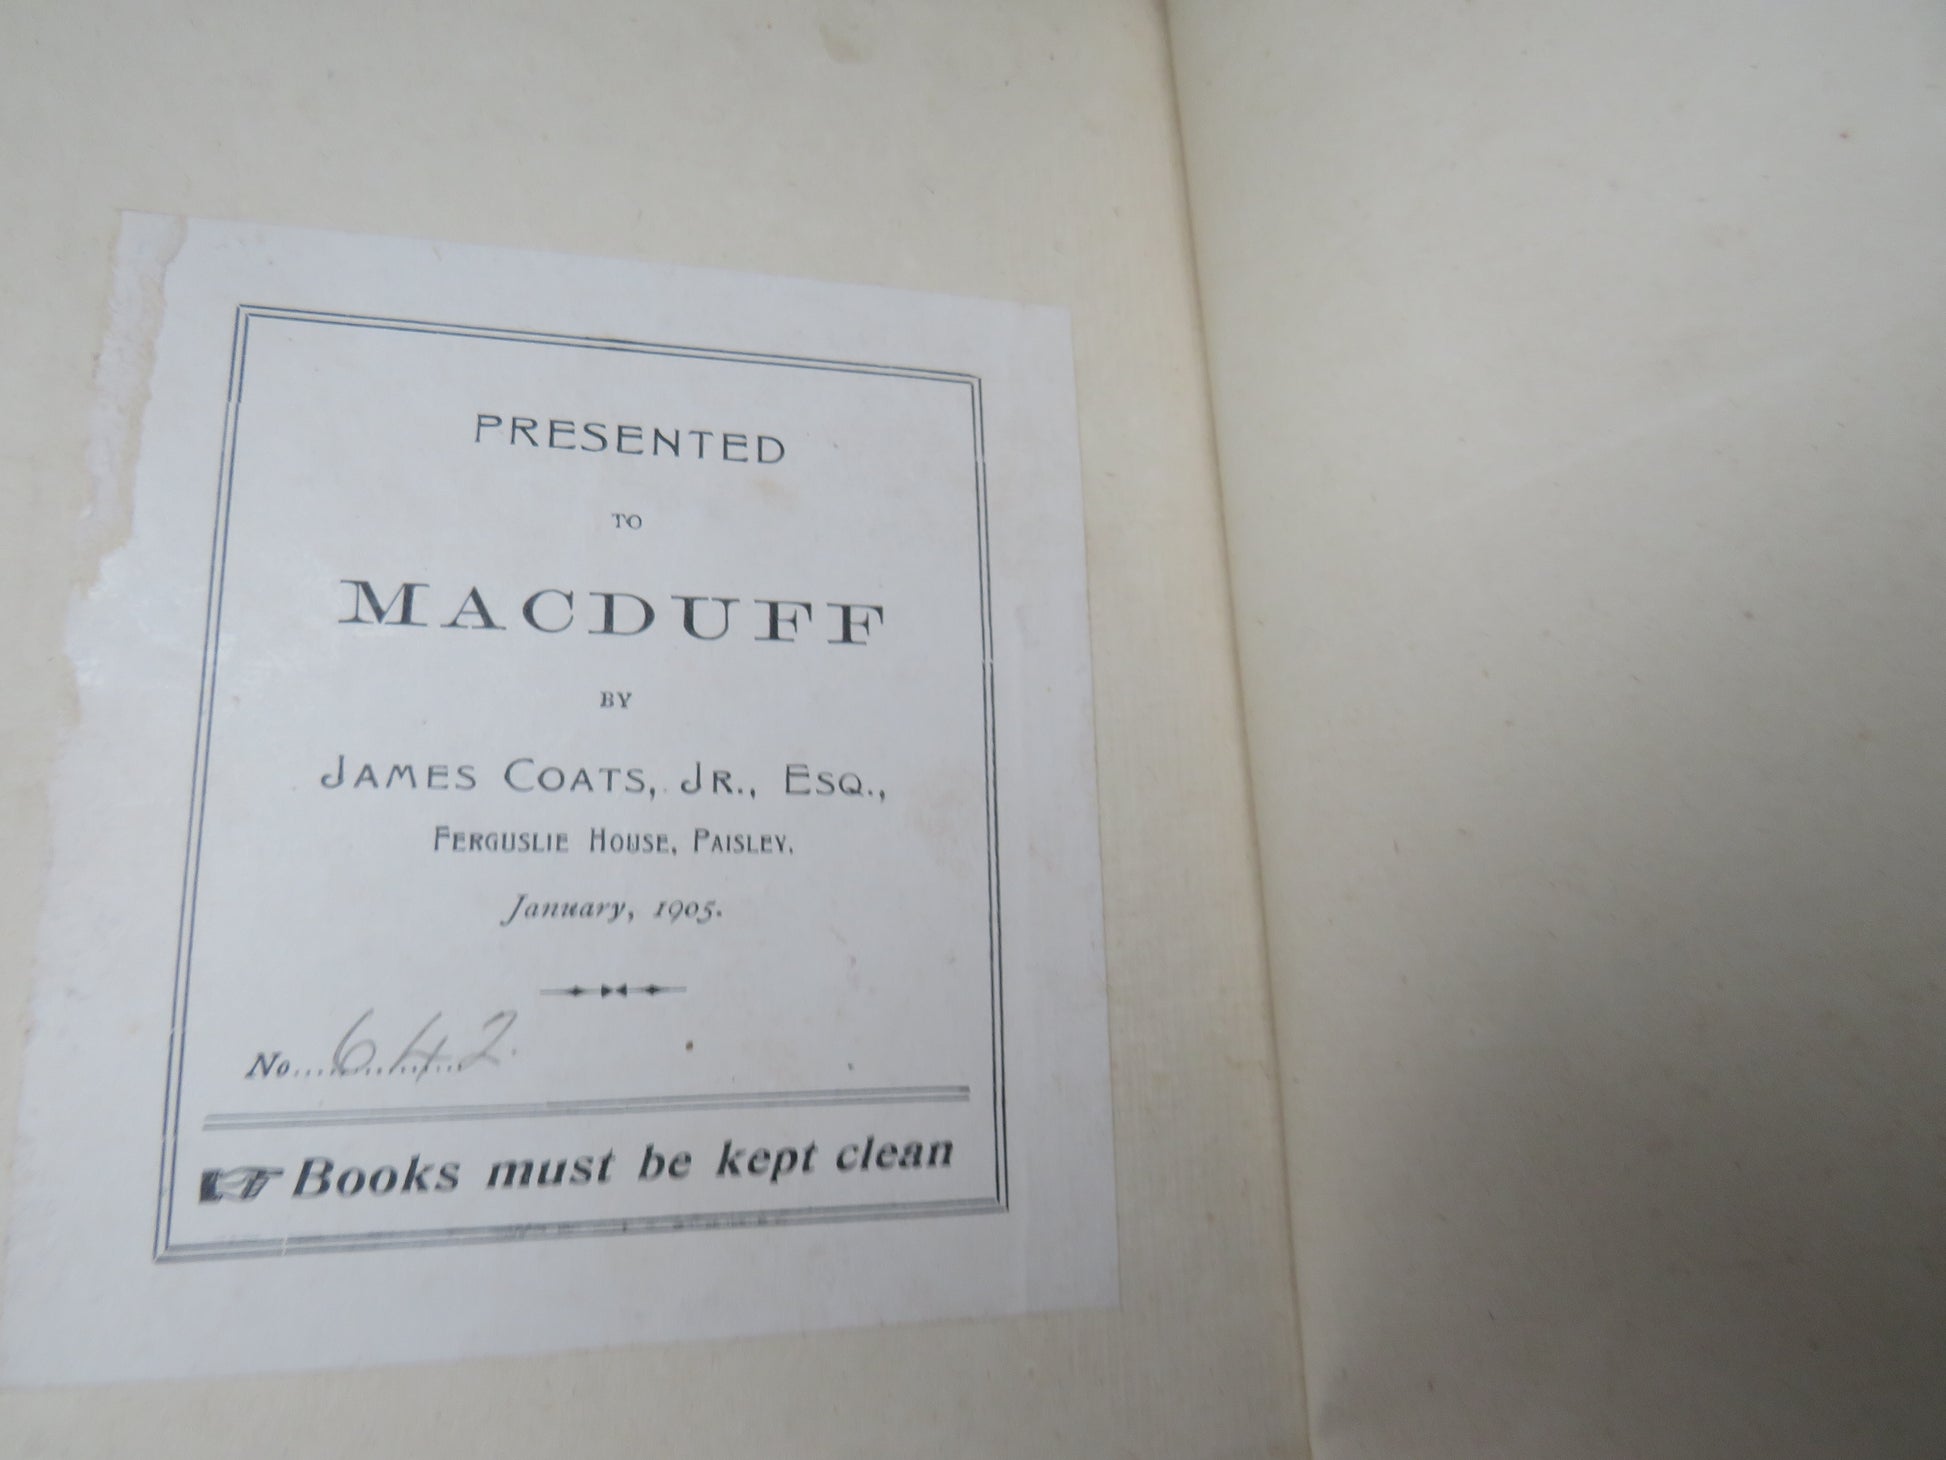 PRESENTED
TO
MACDUFF
BY
JAMES COATS, JR., ESQ.,
FERGUSLIE HOUSE, PAISLEY.
January, 1905.
No. 642.
Books must be kept clean